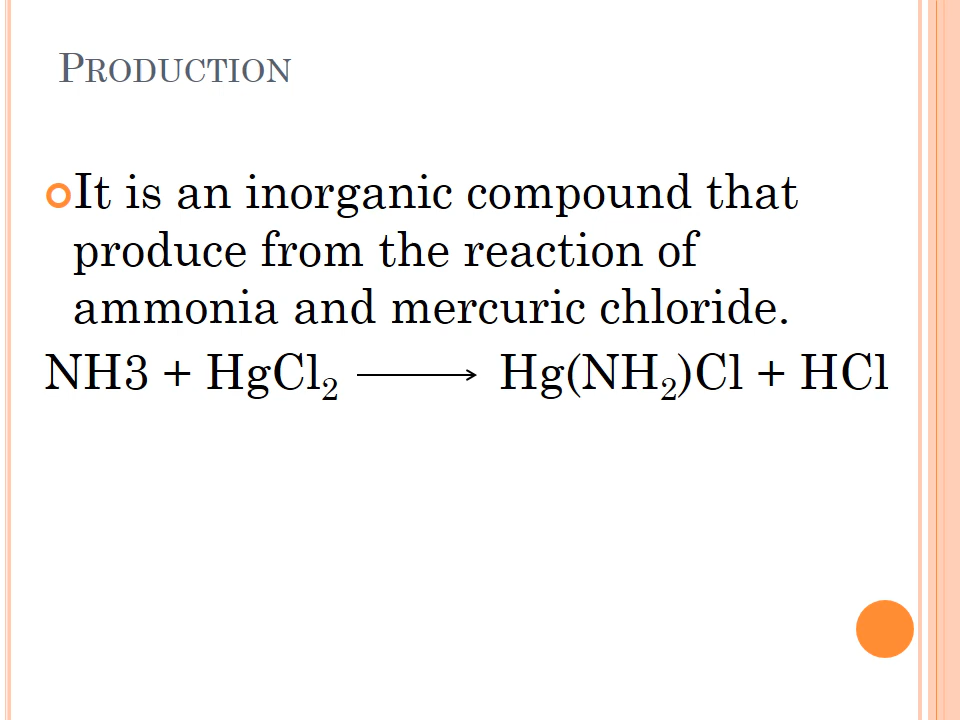 PRODUCTION
It is an inorganic compound that
produce from the reaction of
ammonia and mercuric chloride.
NH3 + HgCl₂ ⟶ Hg(NH₂)Cl + HCl